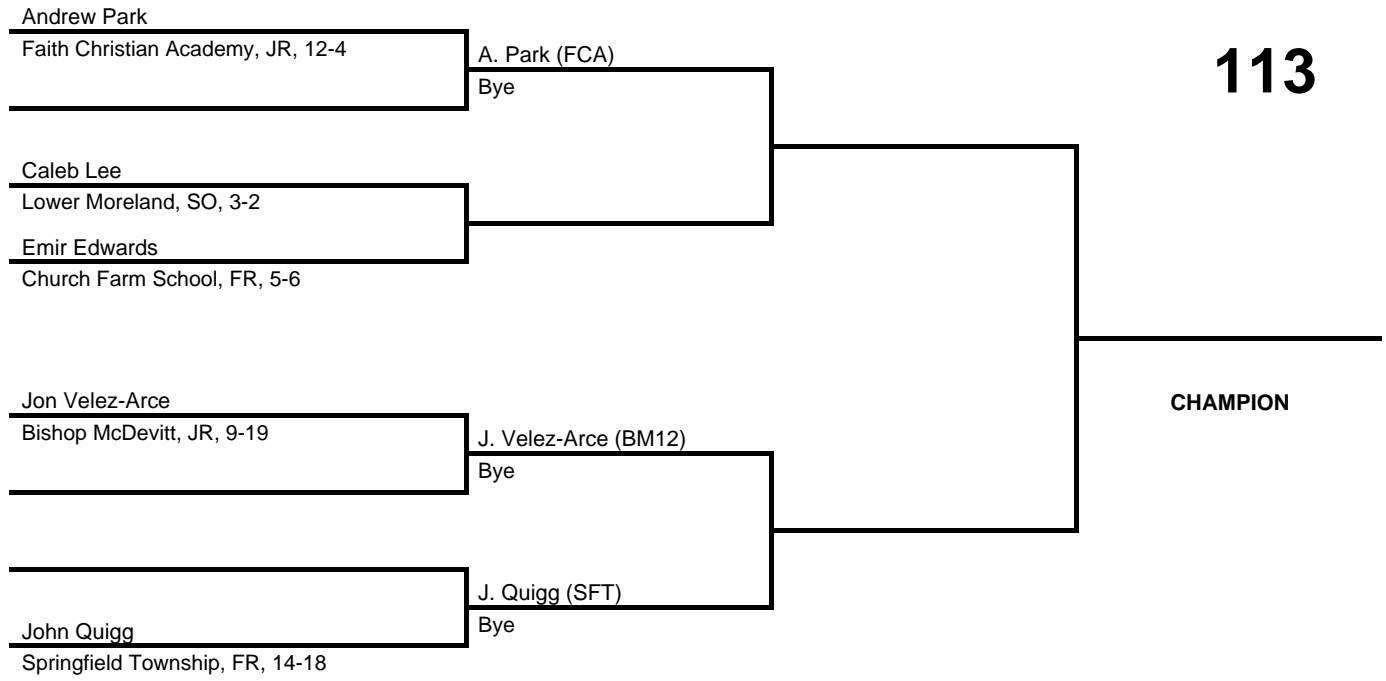 Andrew Park
Faith Christian Academy, JR, 12-4
A. Park (FCA)
Bye
113
Caleb Lee
Lower Moreland, SO, 3-2
Emir Edwards
Church Farm School, FR, 5-6
Jon Velez-Arce
Bishop McDevitt, JR, 9-19
J. Velez-Arce (BM12)
Bye
CHAMPION
J. Quigg (SFT)
Bye
John Quigg
Springfield Township, FR, 14-18